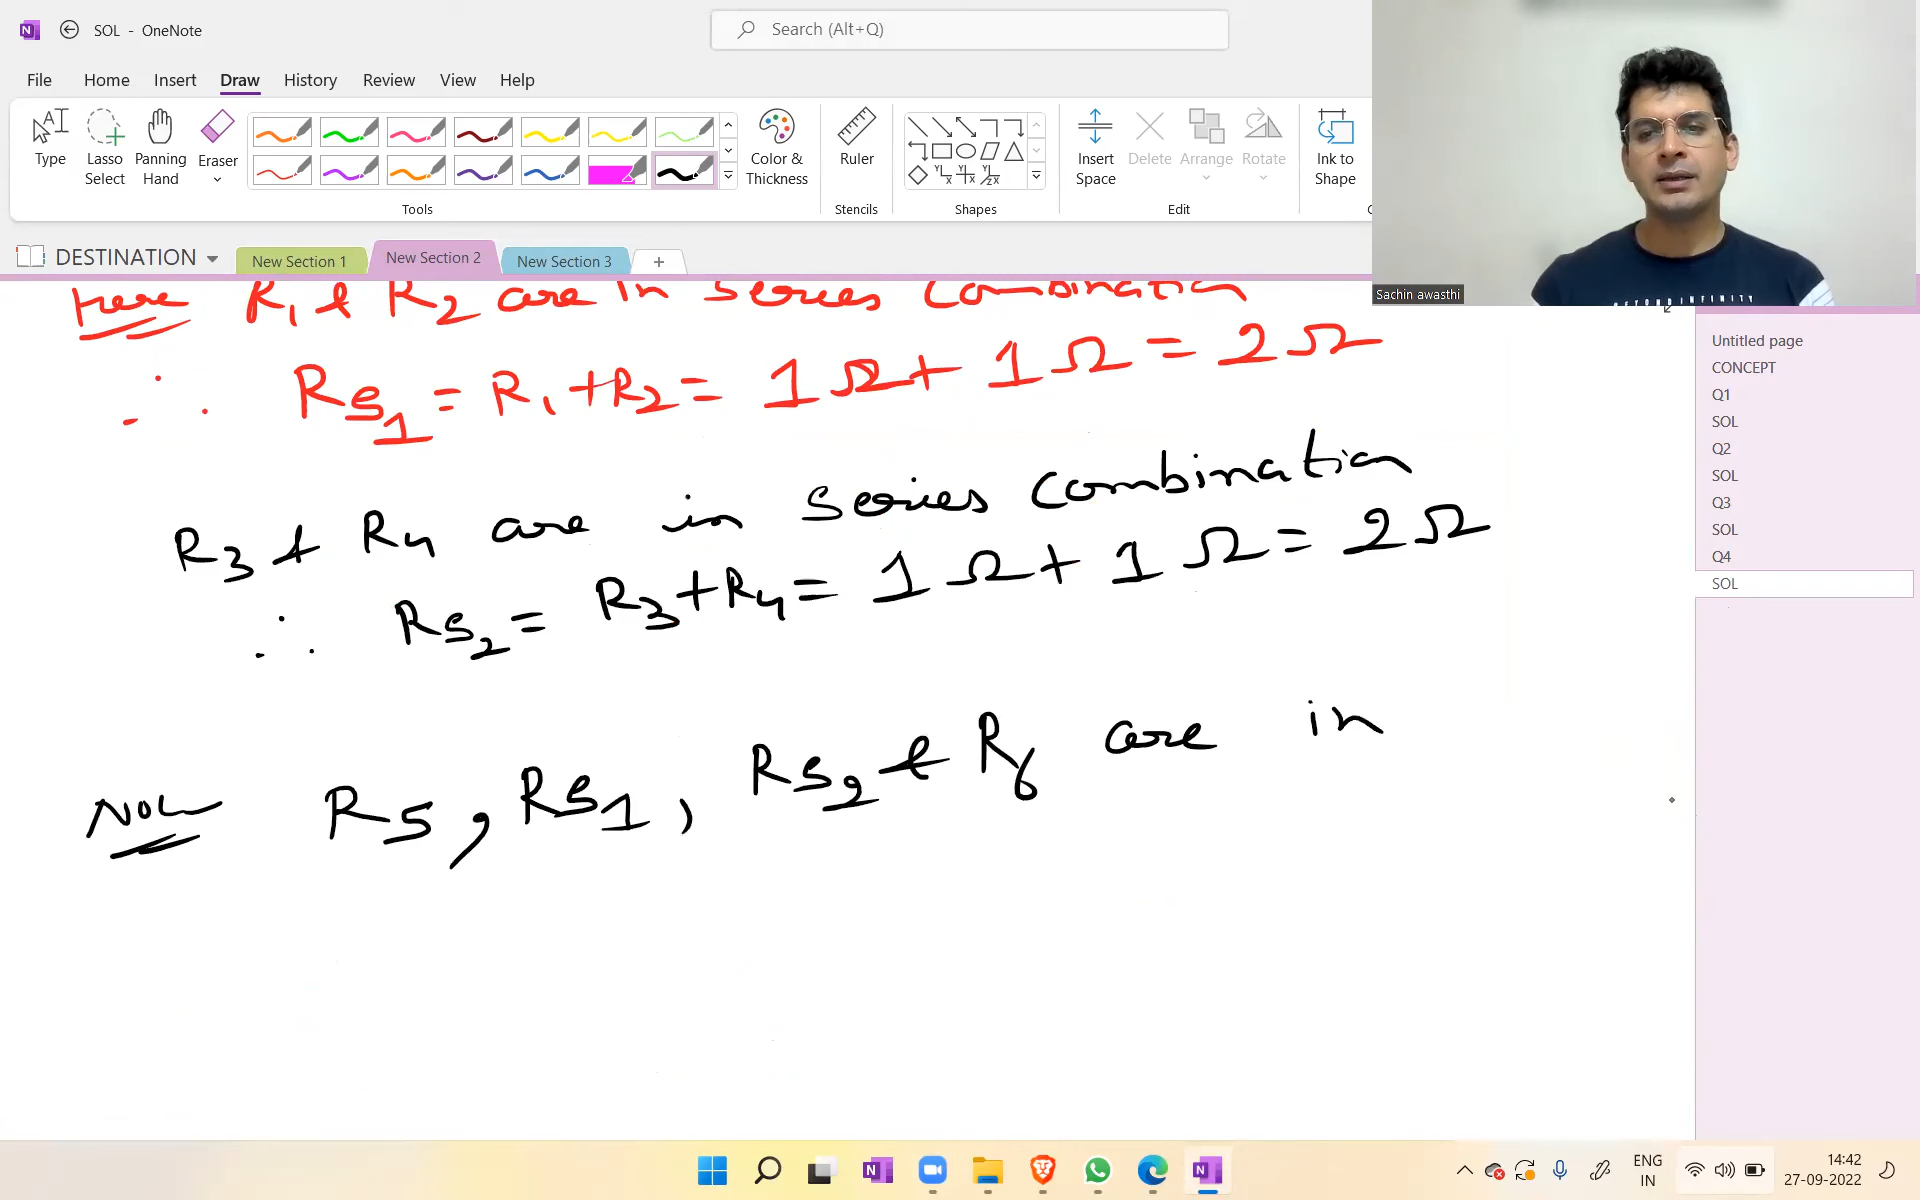 SOL - OneNote
Search (Alt+Q)
File Home Insert Draw History Review View Help
Type
Lasso Select
Panning Hand
Eraser
Color & Thickness
Ruler
Insert Space
Delete
Arrange
Rotate
Ink to Shape
Tools
Stencils
Shapes
Edit
DESTINATION
New Section 1
New Section 2
New Section 3
+
Sachin awasthi
Here R1 & R2 are in series combination
∴ RS1 = R1 + R2 = 1Ω + 1Ω = 2Ω
R3 & R4 are in series combination
∴ RS2 = R3 + R4 = 1Ω + 1Ω = 2Ω
Now R5, RS1, RS2 & R6 are in
Untitled page
CONCEPT
Q1
SOL
Q2
SOL
Q3
SOL
Q4
SOL
ENG
IN
14:42
27-09-2022